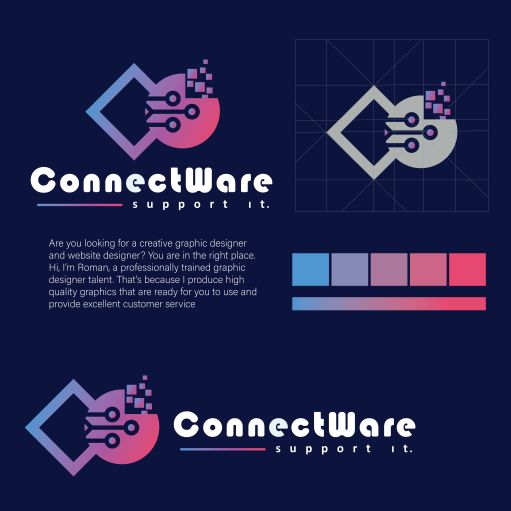 ConnectWare
support it.
Are you looking for a creative graphic designer
and website designer? You are in the right place.
Hi, I'm Roman, a professionally trained graphic
designer talent. That's because I produce high
quality graphics that are ready for you to use and
provide excellent customer service
ConnectWare
support it.